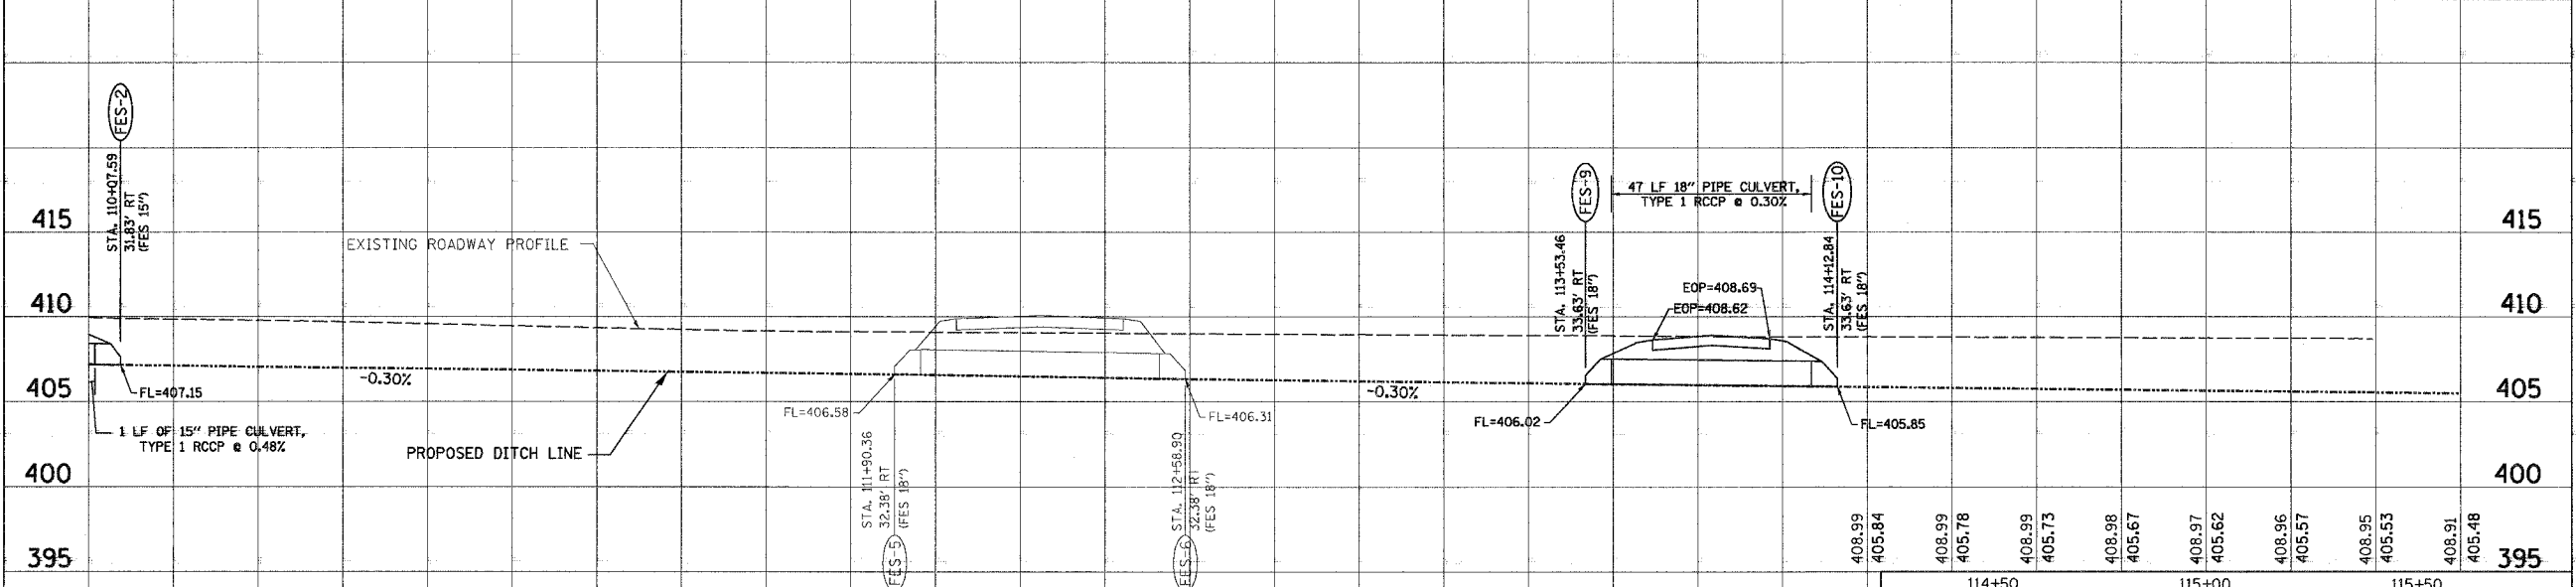 FES-2
STA. 110+07.59
31.83' RT
(FES 15")
415
410
405
400
395
EXISTING ROADWAY PROFILE
-0.30%
FL=407.15
1 LF OF 15" PIPE CULVERT,
TYPE 1 RCCP @ 0.48%
PROPOSED DITCH LINE
FL=406.58
STA. 111+90.36
32.38' RT
(FES 18")
FES-5
FL=406.31
STA. 112+58.90
32.38' RT
(FES 18")
FES-6
-0.30%
FES-9
STA. 113+53.46
33.63' RT
(FES 18")
47 LF 18" PIPE CULVERT,
TYPE 1 RCCP @ 0.30%
FES-10
STA. 114+12.84
33.63' RT
(FES 18")
EOP=408.69
EOP=408.62
FL=406.02
FL=405.85
415
410
405
400
395
408.99
405.84
408.99
405.78
408.99
405.73
408.98
405.67
408.97
405.62
408.96
405.57
408.95
405.53
408.91
405.48
114+50
115+00
115+50